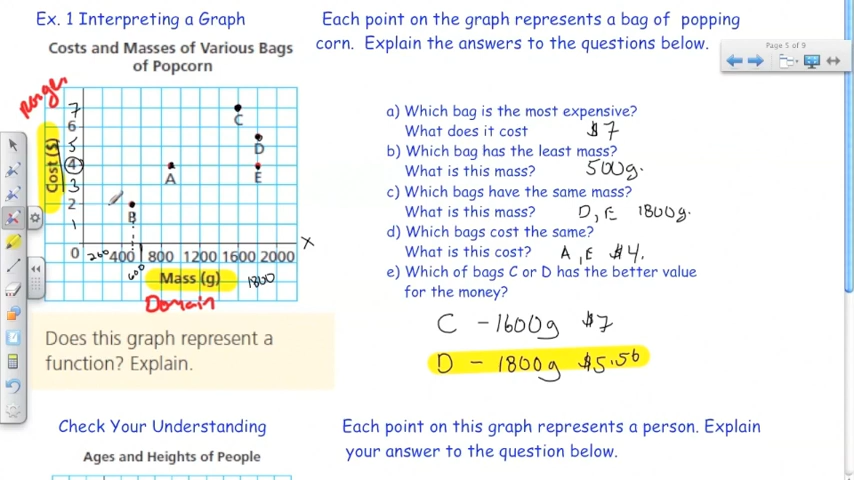 Ex. 1 Interpreting a Graph
Each point on the graph represents a bag of popping
corn. Explain the answers to the questions below.
Page 5 of 9
Costs and Masses of Various Bags
of Popcorn
Range
Cost ($)
7
6
5
4
3
2
1
0
C
D
A
E
B
X
200
400
600
800
1200
1600
1800
2000
Mass (g)
Domain
a) Which bag is the most expensive?
What does it cost $7
b) Which bag has the least mass?
What is this mass? 500g.
c) Which bags have the same mass?
What is this mass? D, E 1800g.
d) Which bags cost the same?
What is this cost? A, E $4.
e) Which of bags C or D has the better value
for the money?
C - 1600g $7
D - 1800g $5.50
Does this graph represent a
function? Explain.
Check Your Understanding
Each point on this graph represents a person. Explain
your answer to the question below.
Ages and Heights of People